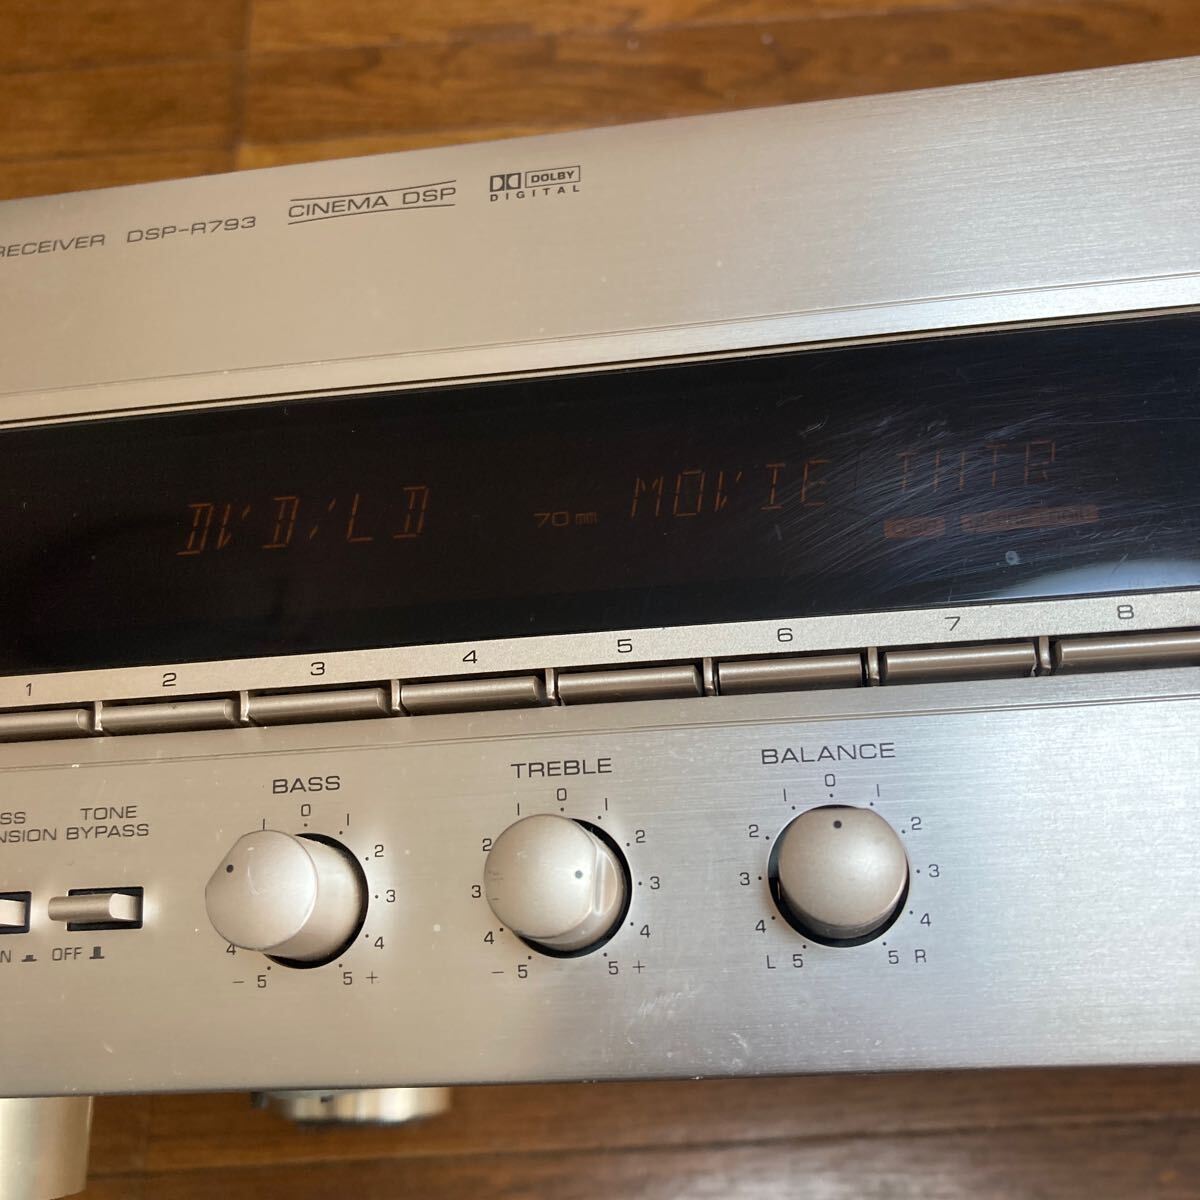 RECEIVER DSP-R793 CINEMA DSP DOLBY DIGITAL
DVD/LD 70mm MOVIE THTR
DSP
1 2 3 4 5 6 7 8
BASS TREBLE BALANCE
TONE BYPASS
0 1 1 2 3 4 4 - 5 5 +
0 1 1 2 2 3 3 4 4 - 5 5 +
0 1 1 2 2 3 3 4 4 L 5 5 R
OFF